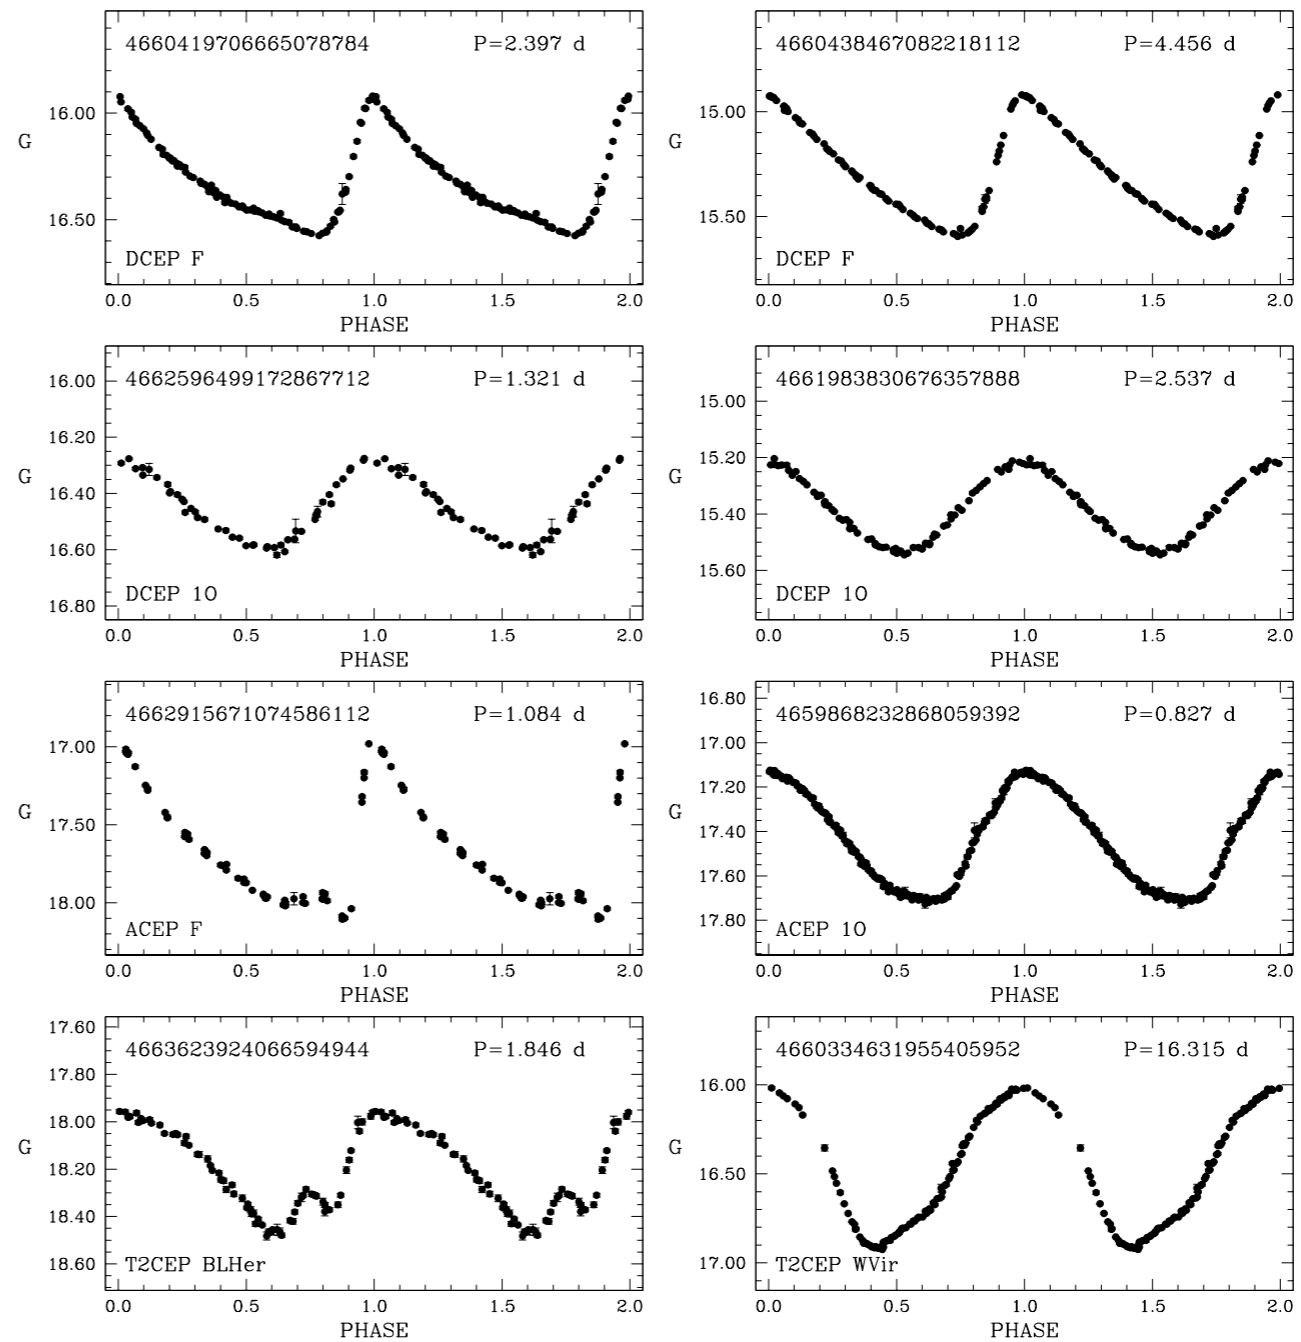 4660419706665078784 P=2.397 d
16.00
G
16.50
DCEP F
0.0 0.5 1.0 1.5 2.0
PHASE
4660438467082218112 P=4.456 d
15.00
G
15.50
DCEP F
0.0 0.5 1.0 1.5 2.0
PHASE
4662596499172867712 P=1.321 d
16.00
16.20
16.40
G
16.60
16.80
DCEP 1O
0.0 0.5 1.0 1.5 2.0
PHASE
4661983830676357888 P=2.537 d
15.00
15.20
G
15.40
15.60
DCEP 1O
0.0 0.5 1.0 1.5 2.0
PHASE
4662915671074586112 P=1.084 d
17.00
17.50
G
18.00
ACEP F
0.0 0.5 1.0 1.5 2.0
PHASE
4659868232868059392 P=0.827 d
16.80
17.00
17.20
17.40
G
17.60
17.80
ACEP 1O
0.0 0.5 1.0 1.5 2.0
PHASE
4663623924066594944 P=1.846 d
17.60
17.80
18.00
G
18.20
18.40
18.60
T2CEP BLHer
0.0 0.5 1.0 1.5 2.0
PHASE
4660334631955405952 P=16.315 d
16.00
G
16.50
17.00
T2CEP WVir
0.0 0.5 1.0 1.5 2.0
PHASE